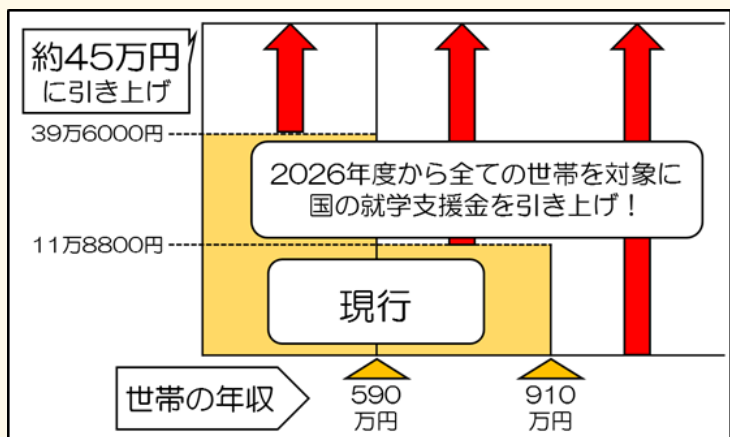 約45万円
に引き上げ
39万6000円
2026年度から全ての世帯を対象に
国の就学支援金を引き上げ！
11万8800円
現行
世帯の年収
590
万円
910
万円